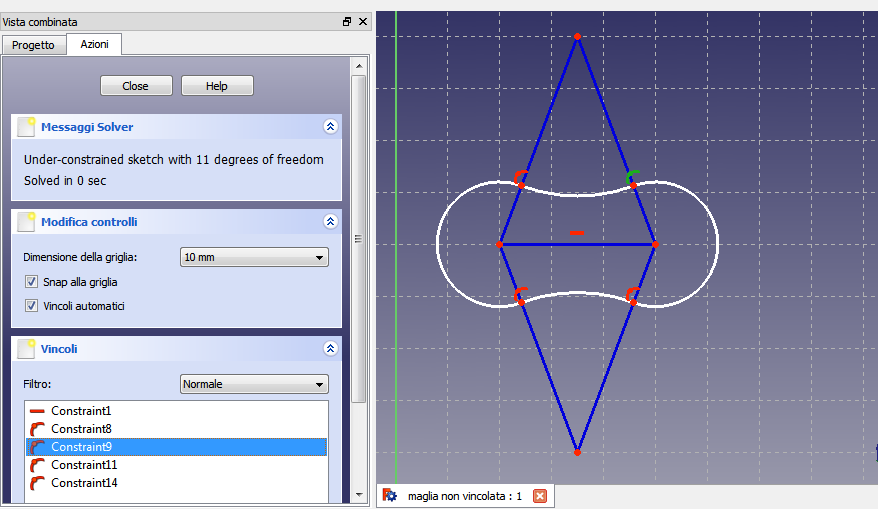 Vista combinata
Progetto
Azioni
Close
Help
Messaggi Solver
Under-constrained sketch with 11 degrees of freedom
Solved in 0 sec
Modifica controlli
Dimensione della griglia:
10 mm
Snap alla griglia
Vincoli automatici
Vincoli
Filtro:
Normale
Constraint1
Constraint8
Constraint9
Constraint11
Constraint14
maglia non vincolata : 1